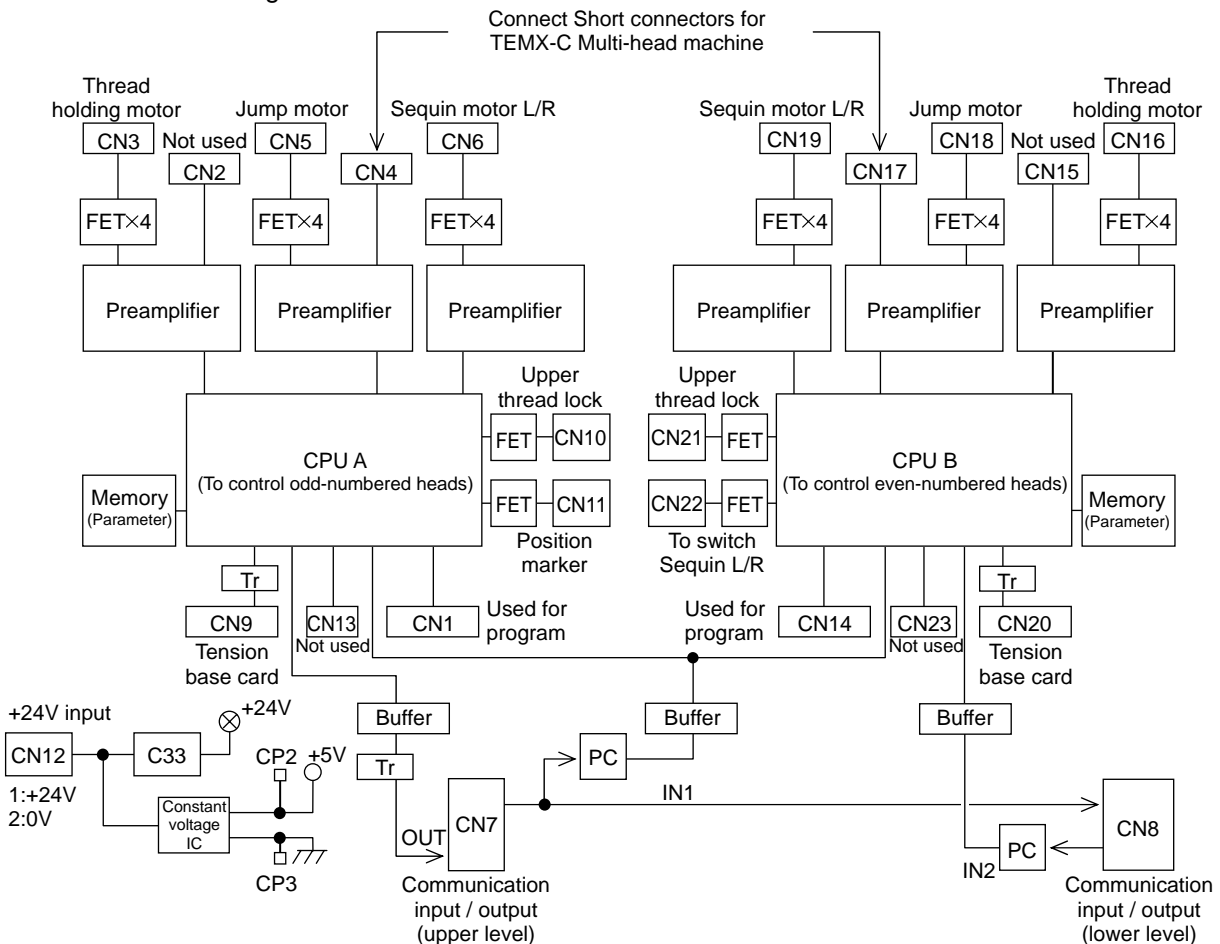 Connect Short connectors for
TEMX-C Multi-head machine
Thread
holding motor
CN3
Not used
CN2
Jump motor
CN5
CN4
Sequin motor L/R
CN6
Sequin motor L/R
CN19
CN17
Jump motor
CN18
Not used
CN15
Thread
holding motor
CN16
FET×4
FET×4
FET×4
FET×4
FET×4
FET×4
Preamplifier
Preamplifier
Preamplifier
Preamplifier
Preamplifier
Preamplifier
CPU A
(To control odd-numbered heads)
Memory
(Parameter)
Upper
thread lock
FET
CN10
FET
CN11
Position
marker
Upper
thread lock
CN21
FET
CN22
FET
To switch
Sequin L/R
CPU B
(To control even-numbered heads)
Memory
(Parameter)
Tr
CN9
Tension
base card
CN13
Not used
CN1
Used for
program
Used for
program
CN14
CN23
Not used
Tr
CN20
Tension
base card
+24V input
CN12
1:+24V
2:0V
C33
+24V
CP2
+5V
Constant
voltage
IC
CP3
Buffer
Tr
OUT
CN7
Communication
input / output
(upper level)
PC
Buffer
IN1
Buffer
IN2
PC
CN8
Communication
input / output
(lower level)